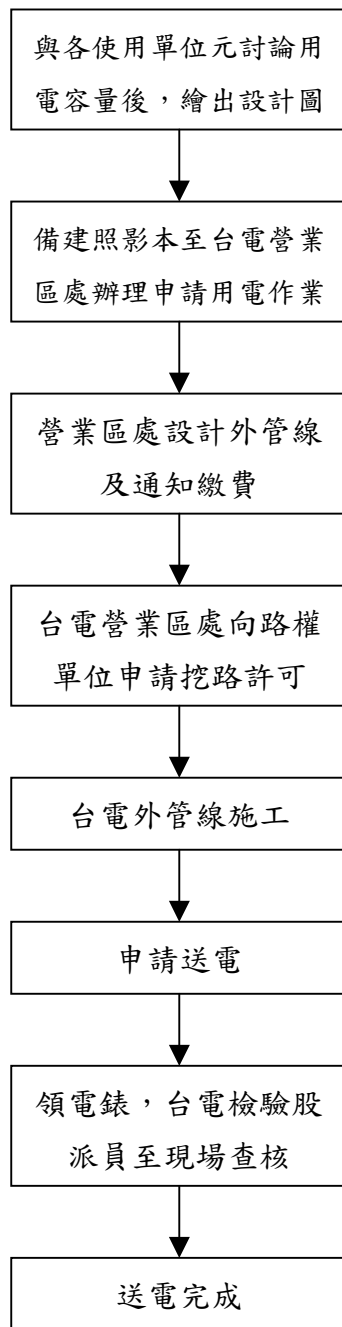 與各使用單位元討論用
電容量後，繪出設計圖
備建照影本至台電營業
區處辦理申請用電作業
營業區處設計外管線
及通知繳費
台電營業區處向路權
單位申請挖路許可
台電外管線施工
申請送電
領電錶，台電檢驗股
派員至現場查核
送電完成